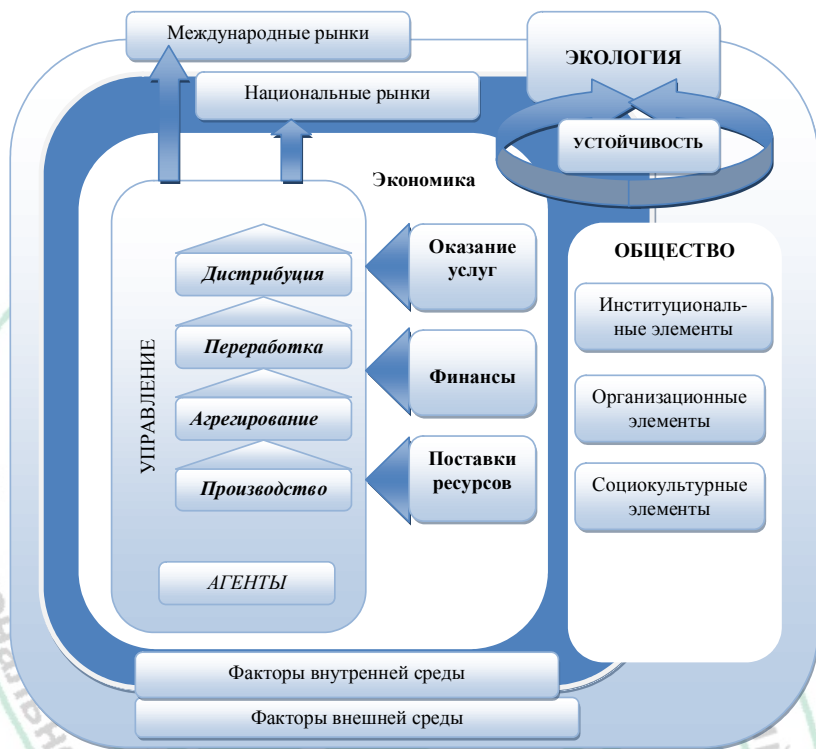 Международные рынки
ЭКОЛОГИЯ
Национальные рынки
УСТОЙЧИВОСТЬ
Экономика
Оказание
услуг
ОБЩЕСТВО
Дистрибуция
Институциональ-
ные элементы
Переработка
Финансы
УПРАВЛЕНИЕ
Организационные
элементы
Агрегирование
Поставки
ресурсов
Социокультурные
элементы
Производство
АГЕНТЫ
Факторы внутренней среды
Факторы внешней среды